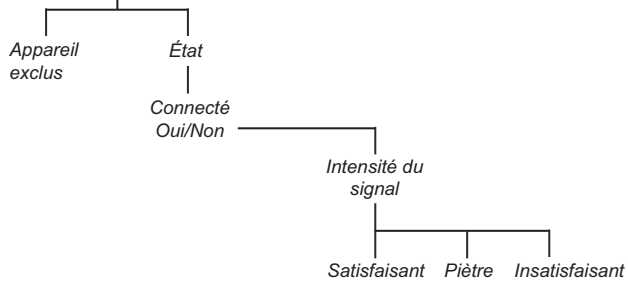 Appareil
exclus
État
Connecté
Oui/Non
Intensité du
signal
Satisfaisant
Piètre
Insatisfaisant